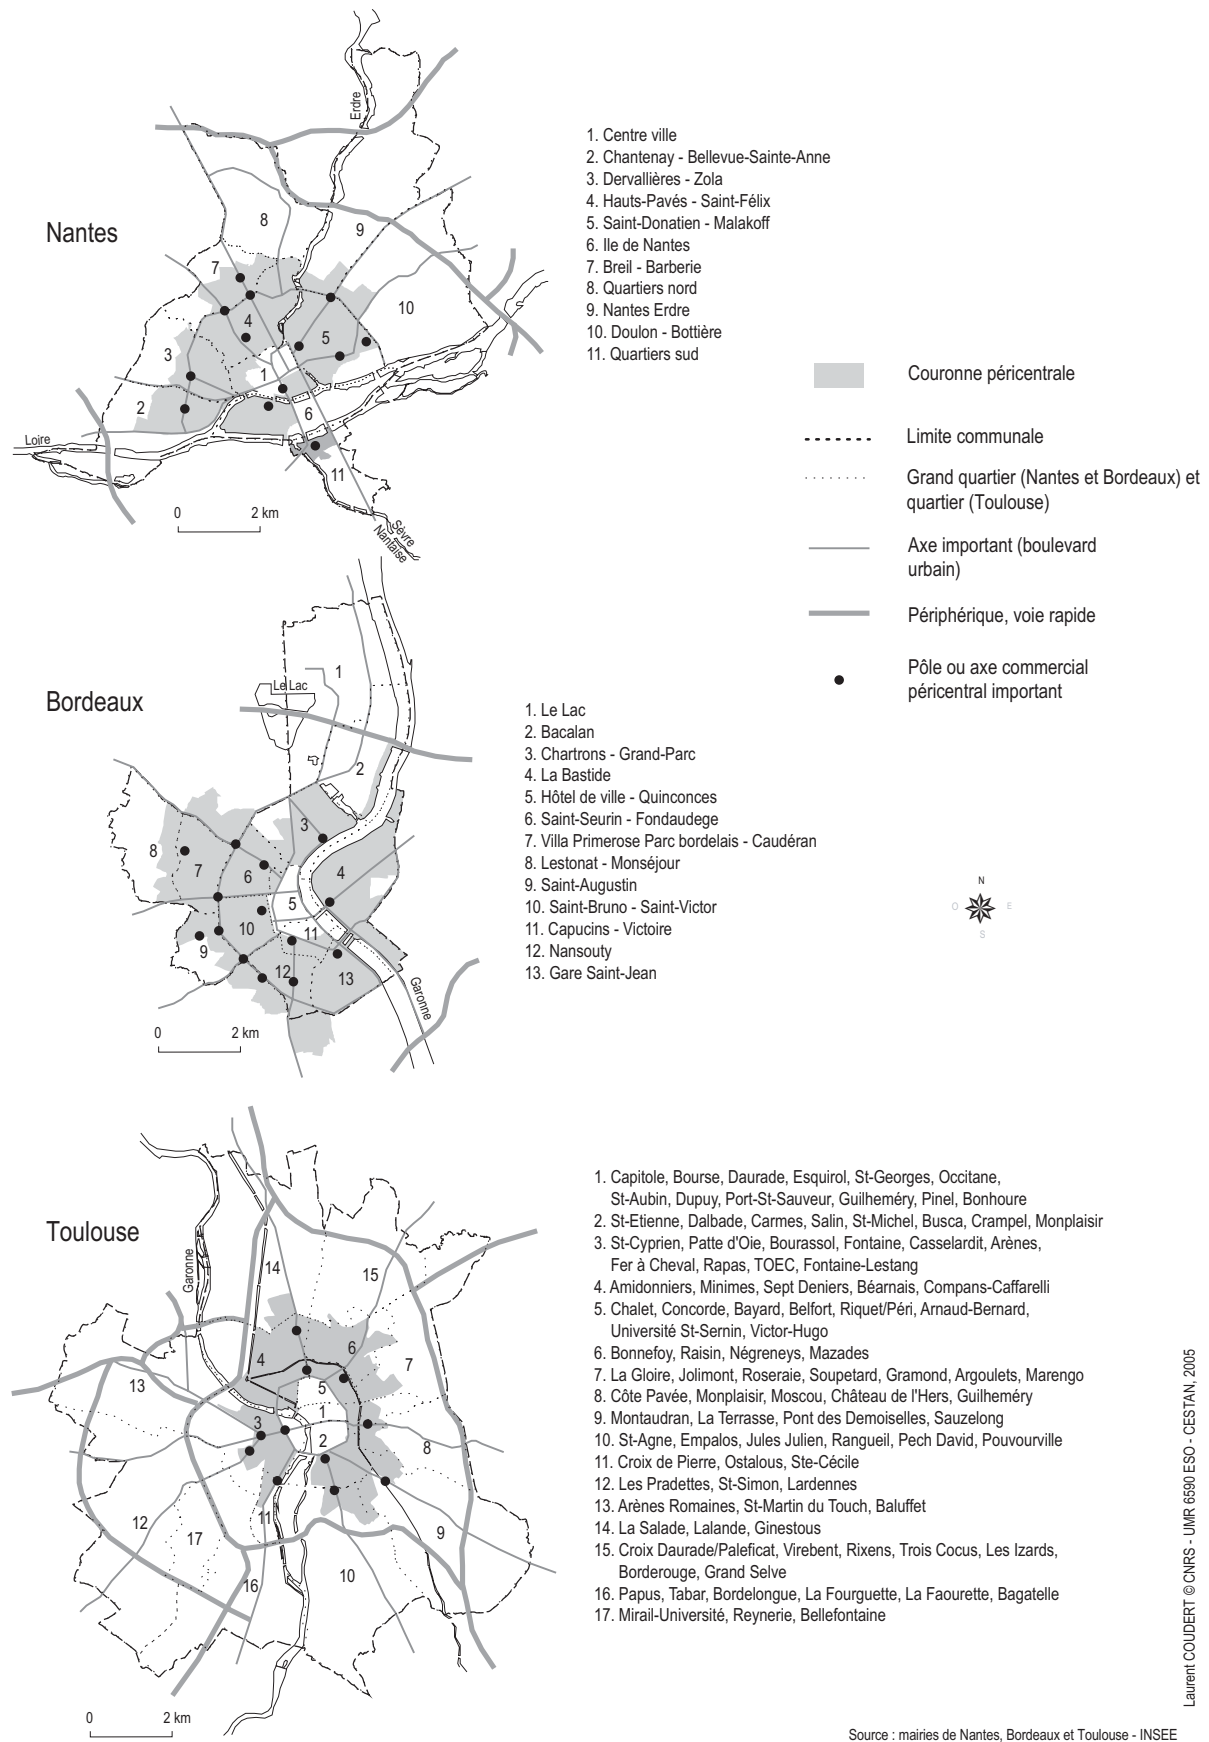 Nantes
Erdre
8
9
7
10
4
5
3
1
2
6
Loire
11
0 2 km
Sèvre
Nantaise
1. Centre ville
2. Chantenay - Bellevue-Sainte-Anne
3. Dervallières - Zola
4. Hauts-Pavés - Saint-Félix
5. Saint-Donatien - Malakoff
6. Ile de Nantes
7. Breil - Barberie
8. Quartiers nord
9. Nantes Erdre
10. Doulon - Bottière
11. Quartiers sud
Couronne péricentrale
Limite communale
Grand quartier (Nantes et Bordeaux) et
quartier (Toulouse)
Axe important (boulevard
urbain)
Périphérique, voie rapide
Pôle ou axe commercial
péricentral important
Bordeaux
1
Le Lac
2
3
8
7
6
4
5
10
11
9
12
13
Garonne
0 2 km
1. Le Lac
2. Bacalan
3. Chartrons - Grand-Parc
4. La Bastide
5. Hôtel de ville - Quinconces
6. Saint-Seurin - Fondaudege
7. Villa Primerose Parc bordelais - Caudéran
8. Lestonat - Monséjour
9. Saint-Augustin
10. Saint-Bruno - Saint-Victor
11. Capucins - Victoire
12. Nansouty
13. Gare Saint-Jean
N
O E
S
Toulouse
Garonne
14
15
6
4
7
13
5
1
3
2
8
11
12
17
9
16
10
0 2 km
1. Capitole, Bourse, Daurade, Esquirol, St-Georges, Occitane,
St-Aubin, Dupuy, Port-St-Sauveur, Guilheméry, Pinel, Bonhoure
2. St-Etienne, Dalbade, Carmes, Salin, St-Michel, Busca, Crampel, Monplaisir
3. St-Cyprien, Patte d'Oie, Bourassol, Fontaine, Casselardit, Arènes,
Fer à Cheval, Rapas, TOEC, Fontaine-Lestang
4. Amidonniers, Minimes, Sept Deniers, Béarnais, Compans-Caffarelli
5. Chalet, Concorde, Bayard, Belfort, Riquet/Péri, Arnaud-Bernard,
Université St-Sernin, Victor-Hugo
6. Bonnefoy, Raisin, Négreneys, Mazades
7. La Gloire, Jolimont, Roseraie, Soupetard, Gramond, Argoulets, Marengo
8. Côte Pavée, Monplaisir, Moscou, Château de l'Hers, Guilheméry
9. Montaudran, La Terrasse, Pont des Demoiselles, Sauzelong
10. St-Agne, Empalos, Jules Julien, Rangueil, Pech David, Pouvourville
11. Croix de Pierre, Ostalous, Ste-Cécile
12. Les Pradettes, St-Simon, Lardennes
13. Arènes Romaines, St-Martin du Touch, Baluffet
14. La Salade, Lalande, Ginestous
15. Croix Daurade/Paleficat, Virebent, Rixens, Trois Cocus, Les Izards,
Borderouge, Grand Selve
16. Papus, Tabar, Bordelongue, La Fourguette, La Faourette, Bagatelle
17. Mirail-Université, Reynerie, Bellefontaine
Laurent COUDERT © CNRS - UMR 6590 ESO - CESTAN, 2005
Source : mairies de Nantes, Bordeaux et Toulouse - INSEE